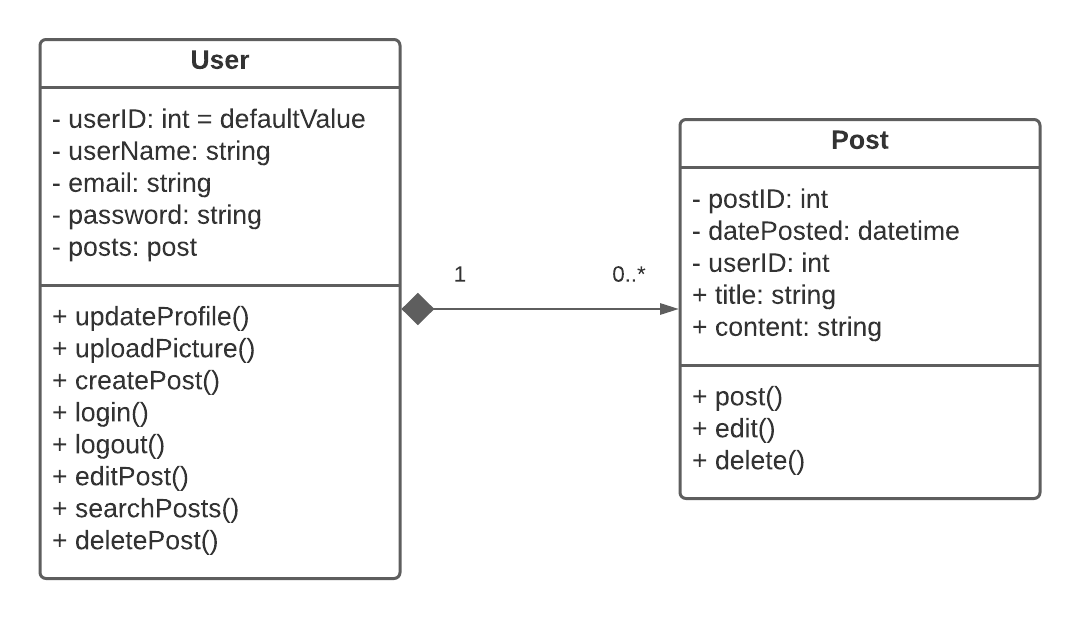 User
- userID: int = defaultValue
- userName: string
- email: string
- password: string
- posts: post
+ updateProfile()
+ uploadPicture()
+ createPost()
+ login()
+ logout()
+ editPost()
+ searchPosts()
+ deletePost()
1
0..*
Post
- postID: int
- datePosted: datetime
- userID: int
+ title: string
+ content: string
+ post()
+ edit()
+ delete()